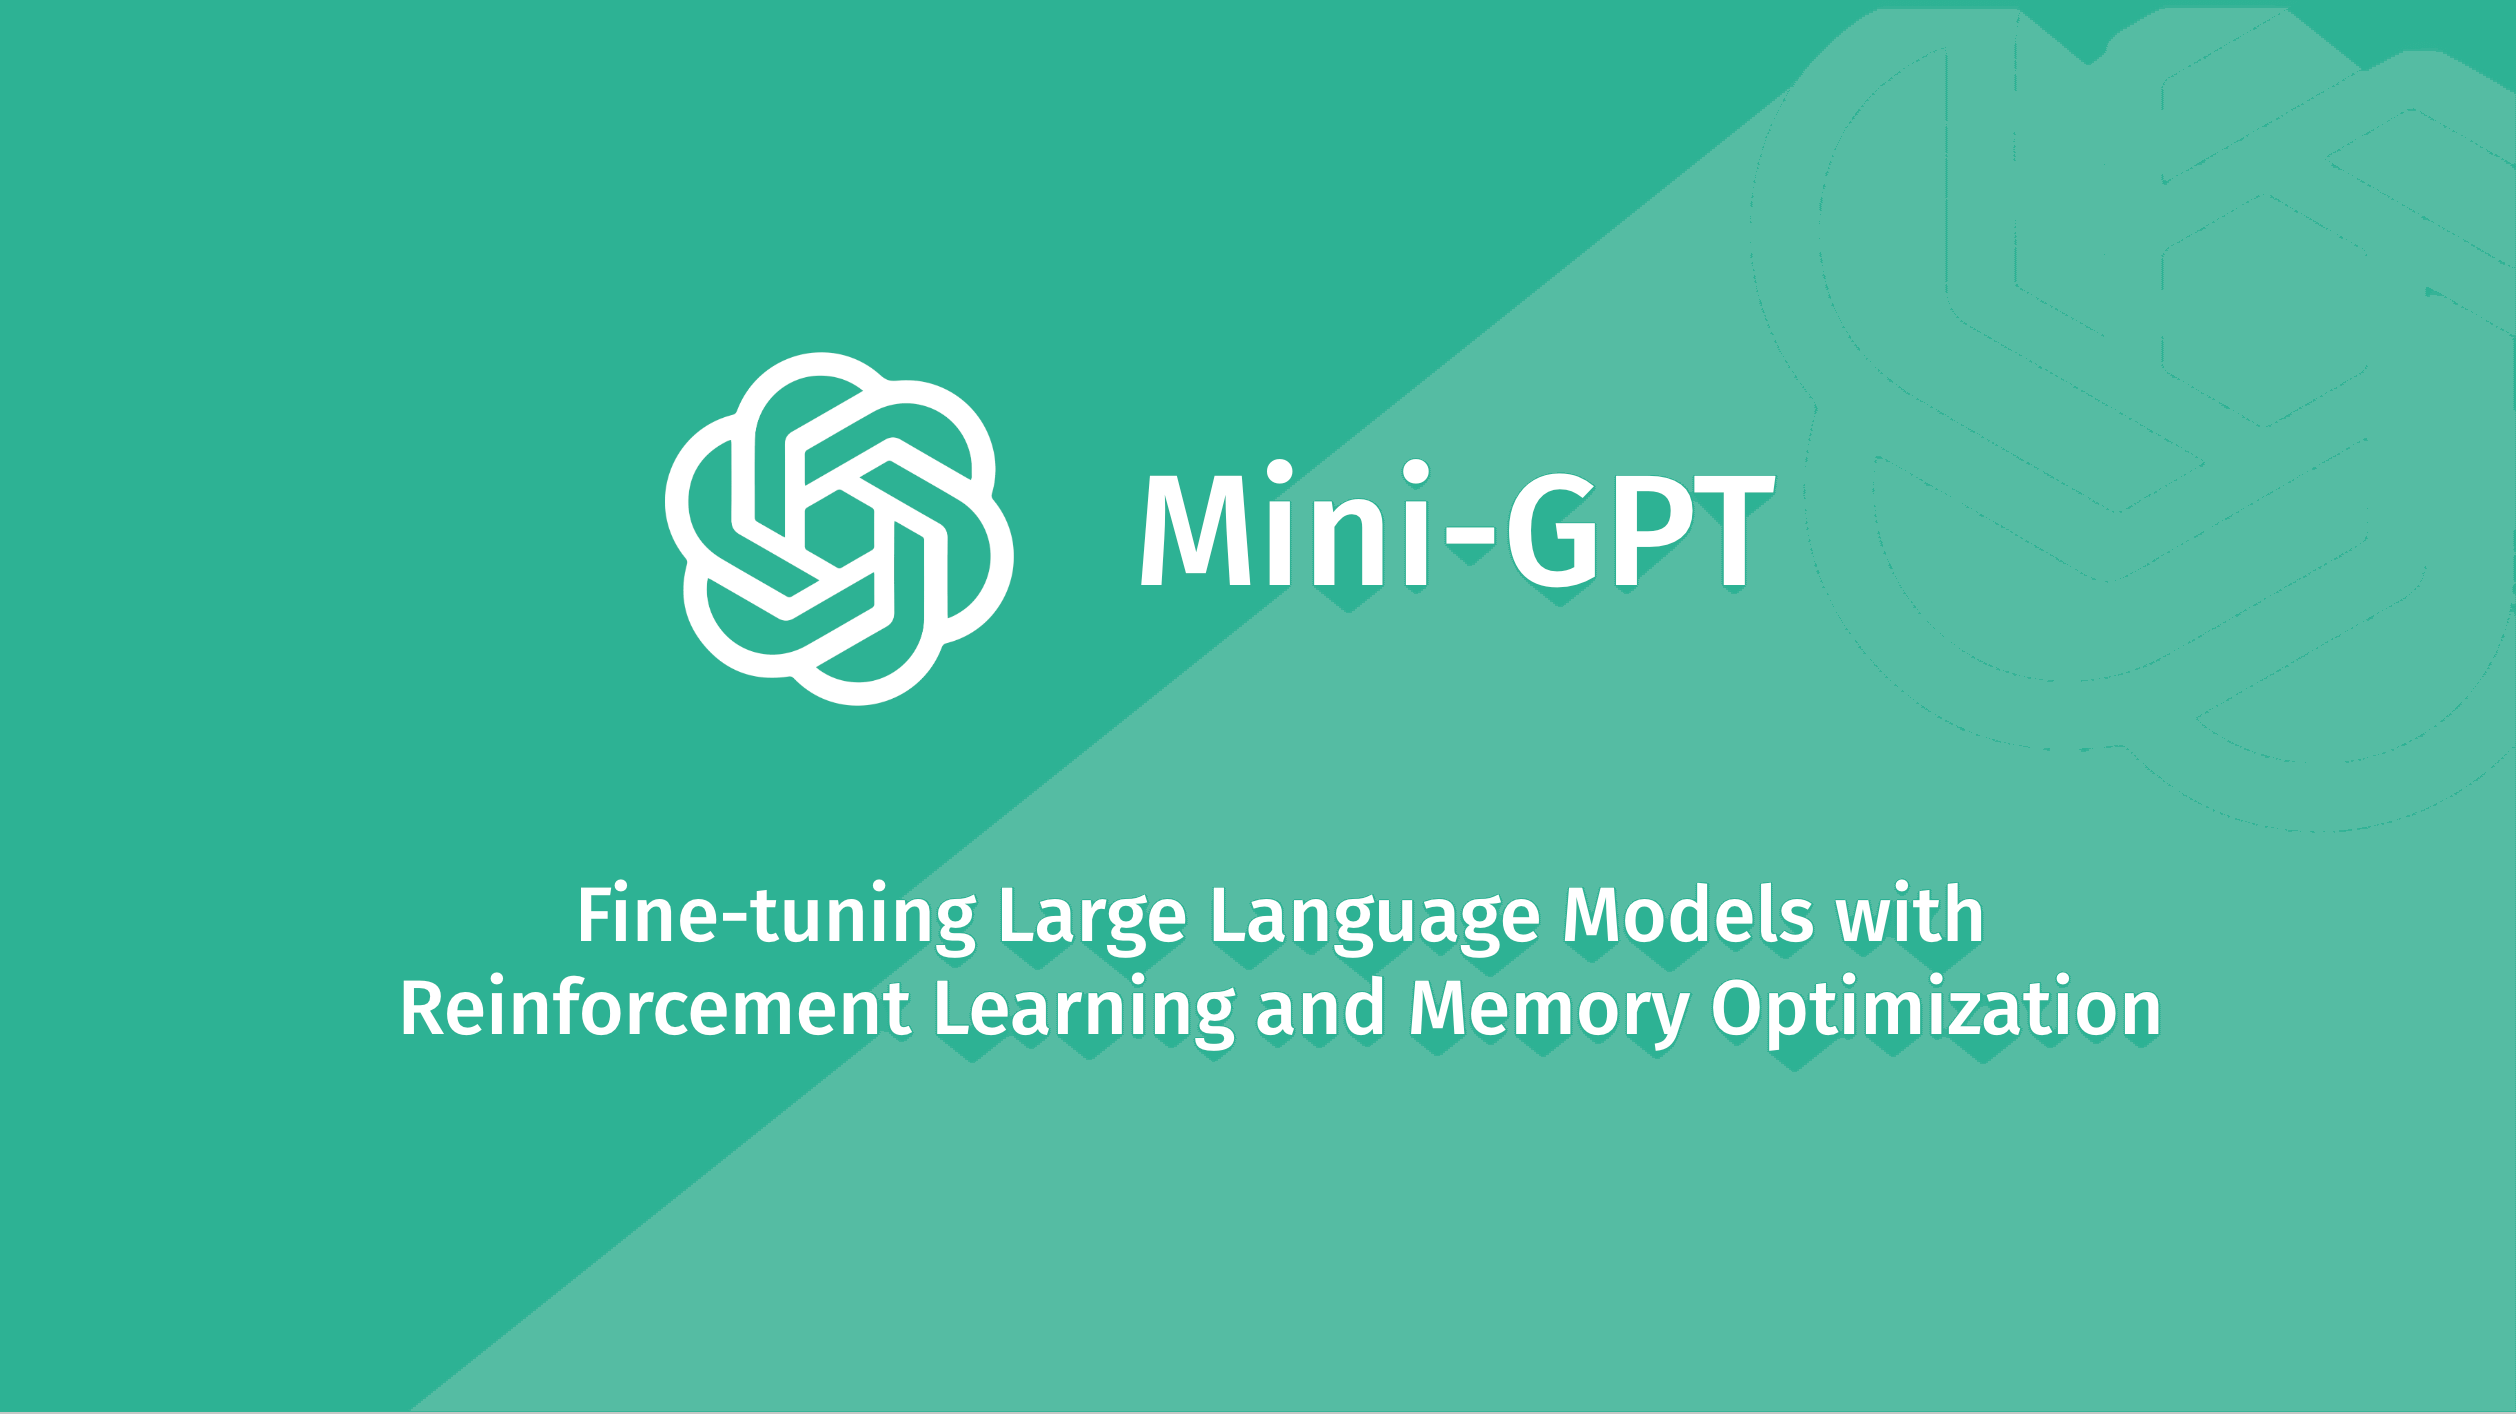 Mini-GPT
Fine-tuning Large Language Models with
Reinforcement Learning and Memory Optimization